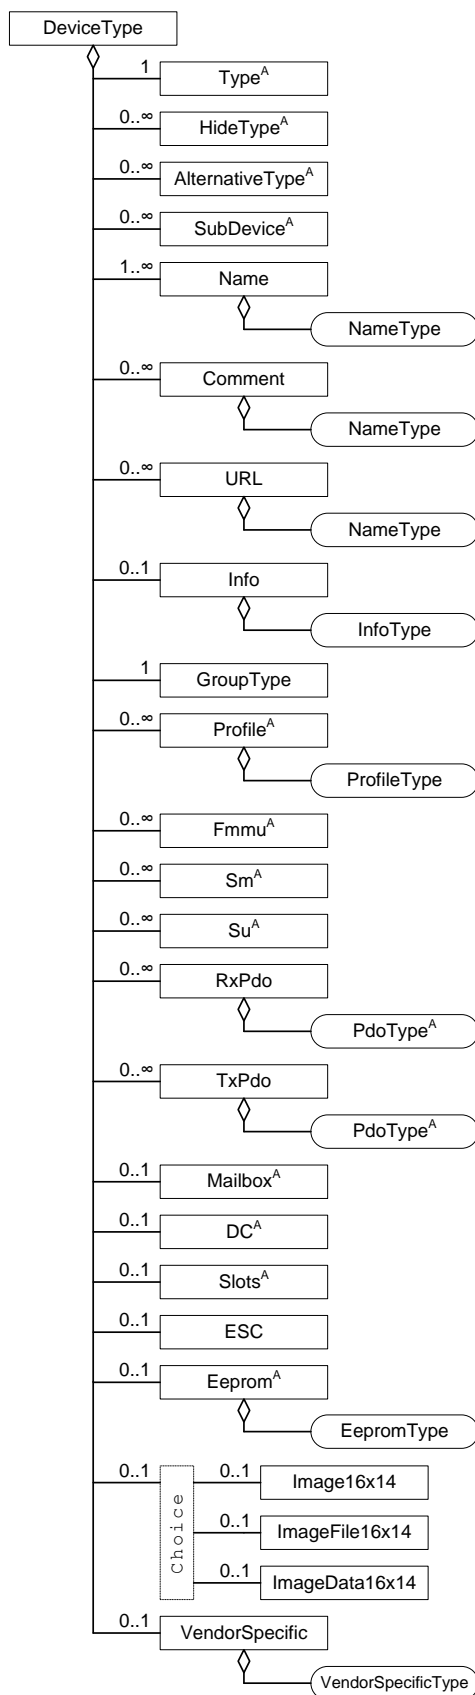 DeviceType
1 Type^A
0..∞ HideType^A
0..∞ AlternativeType^A
0..∞ SubDevice^A
1..∞ Name
NameType
0..∞ Comment
NameType
0..∞ URL
NameType
0..1 Info
InfoType
1 GroupType
0..∞ Profile^A
ProfileType
0..∞ Fmmu^A
0..∞ Sm^A
0..∞ Su^A
0..∞ RxPdo
PdoType^A
0..∞ TxPdo
PdoType^A
0..1 Mailbox^A
0..1 DC^A
0..1 Slots^A
0..1 ESC
0..1 Eeprom^A
EepromType
0..1 Choice 0..1 Image16x14
0..1 ImageFile16x14
0..1 ImageData16x14
0..1 VendorSpecific
VendorSpecificType